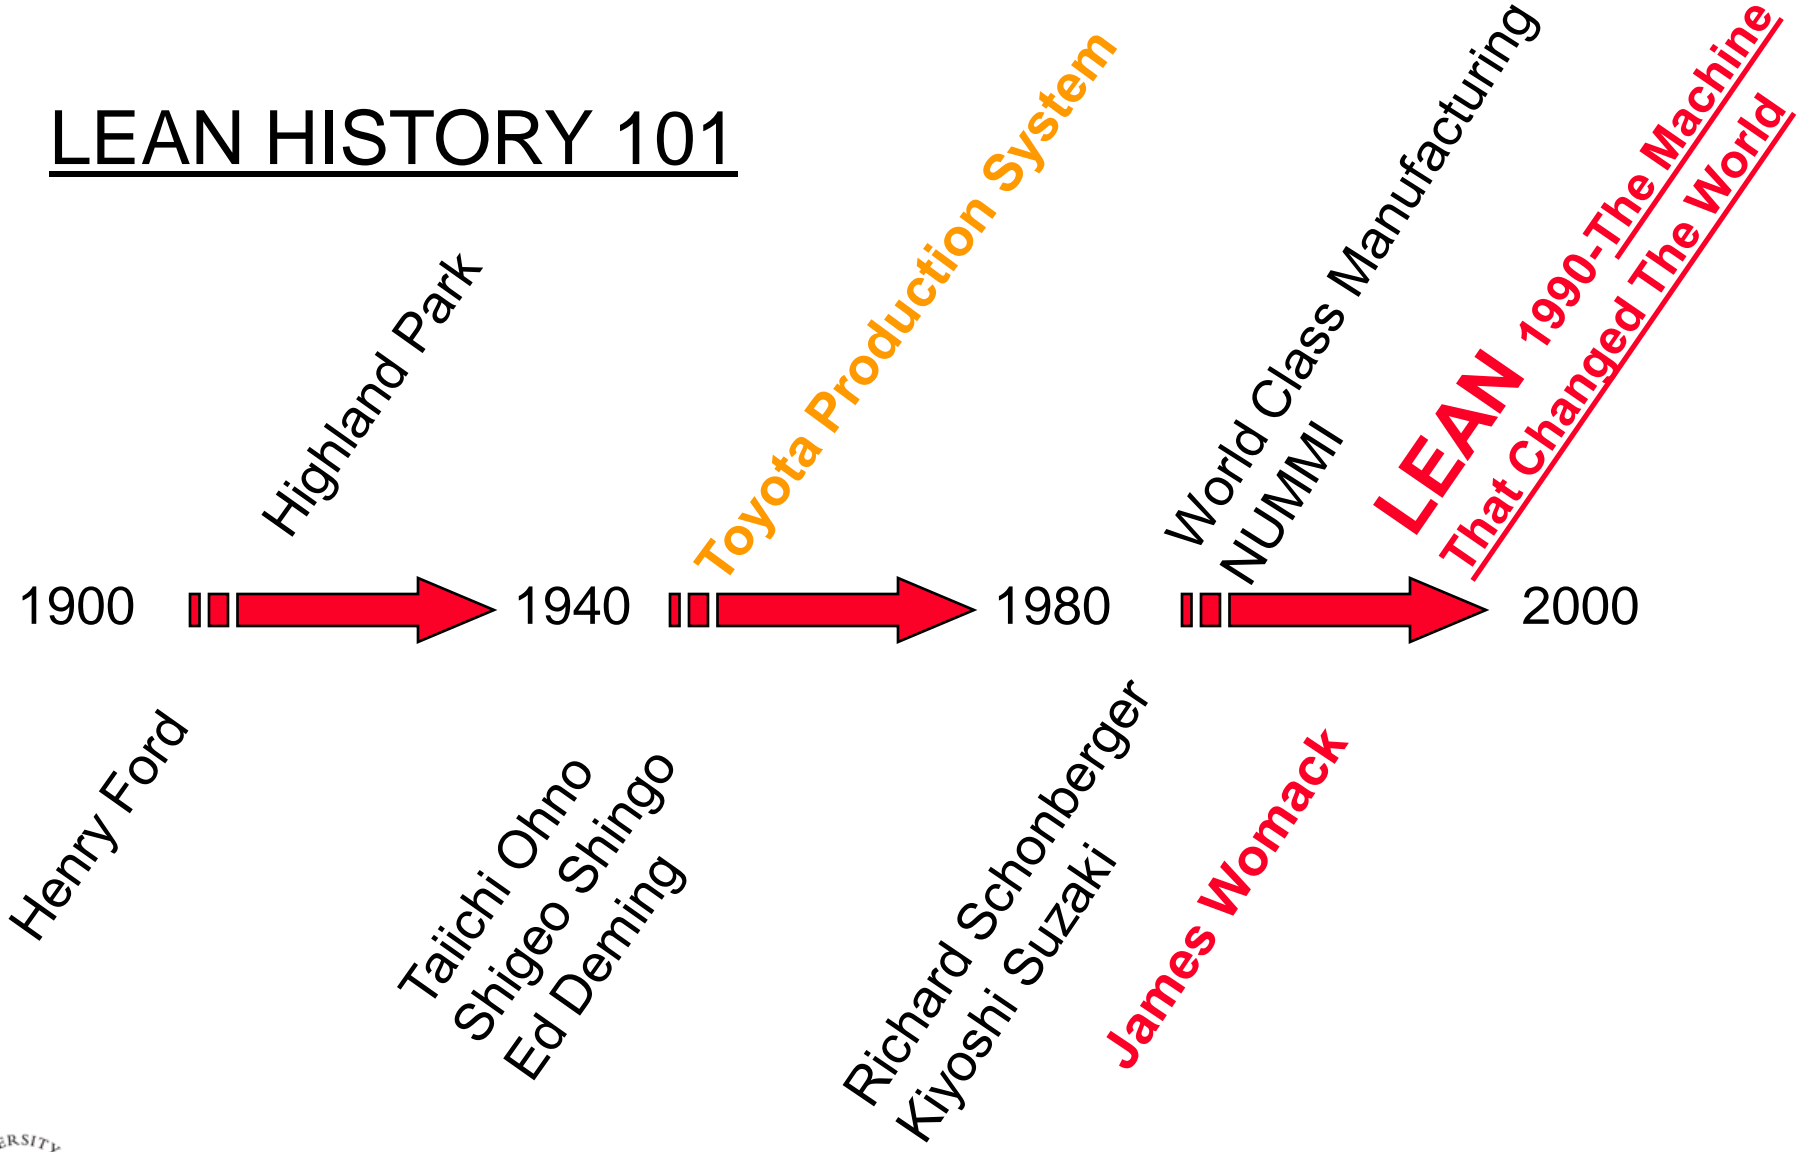 LEAN HISTORY 101
Highland Park
Toyota Production System
World Class Manufacturing
NUMMI
LEAN 1990-The Machine
That Changed The World
1900
1940
1980
2000
Henry Ford
Taiichi Ohno
Shigeo Shingo
Ed Deming
Richard Schonberger
Kiyoshi Suzaki
James Womack